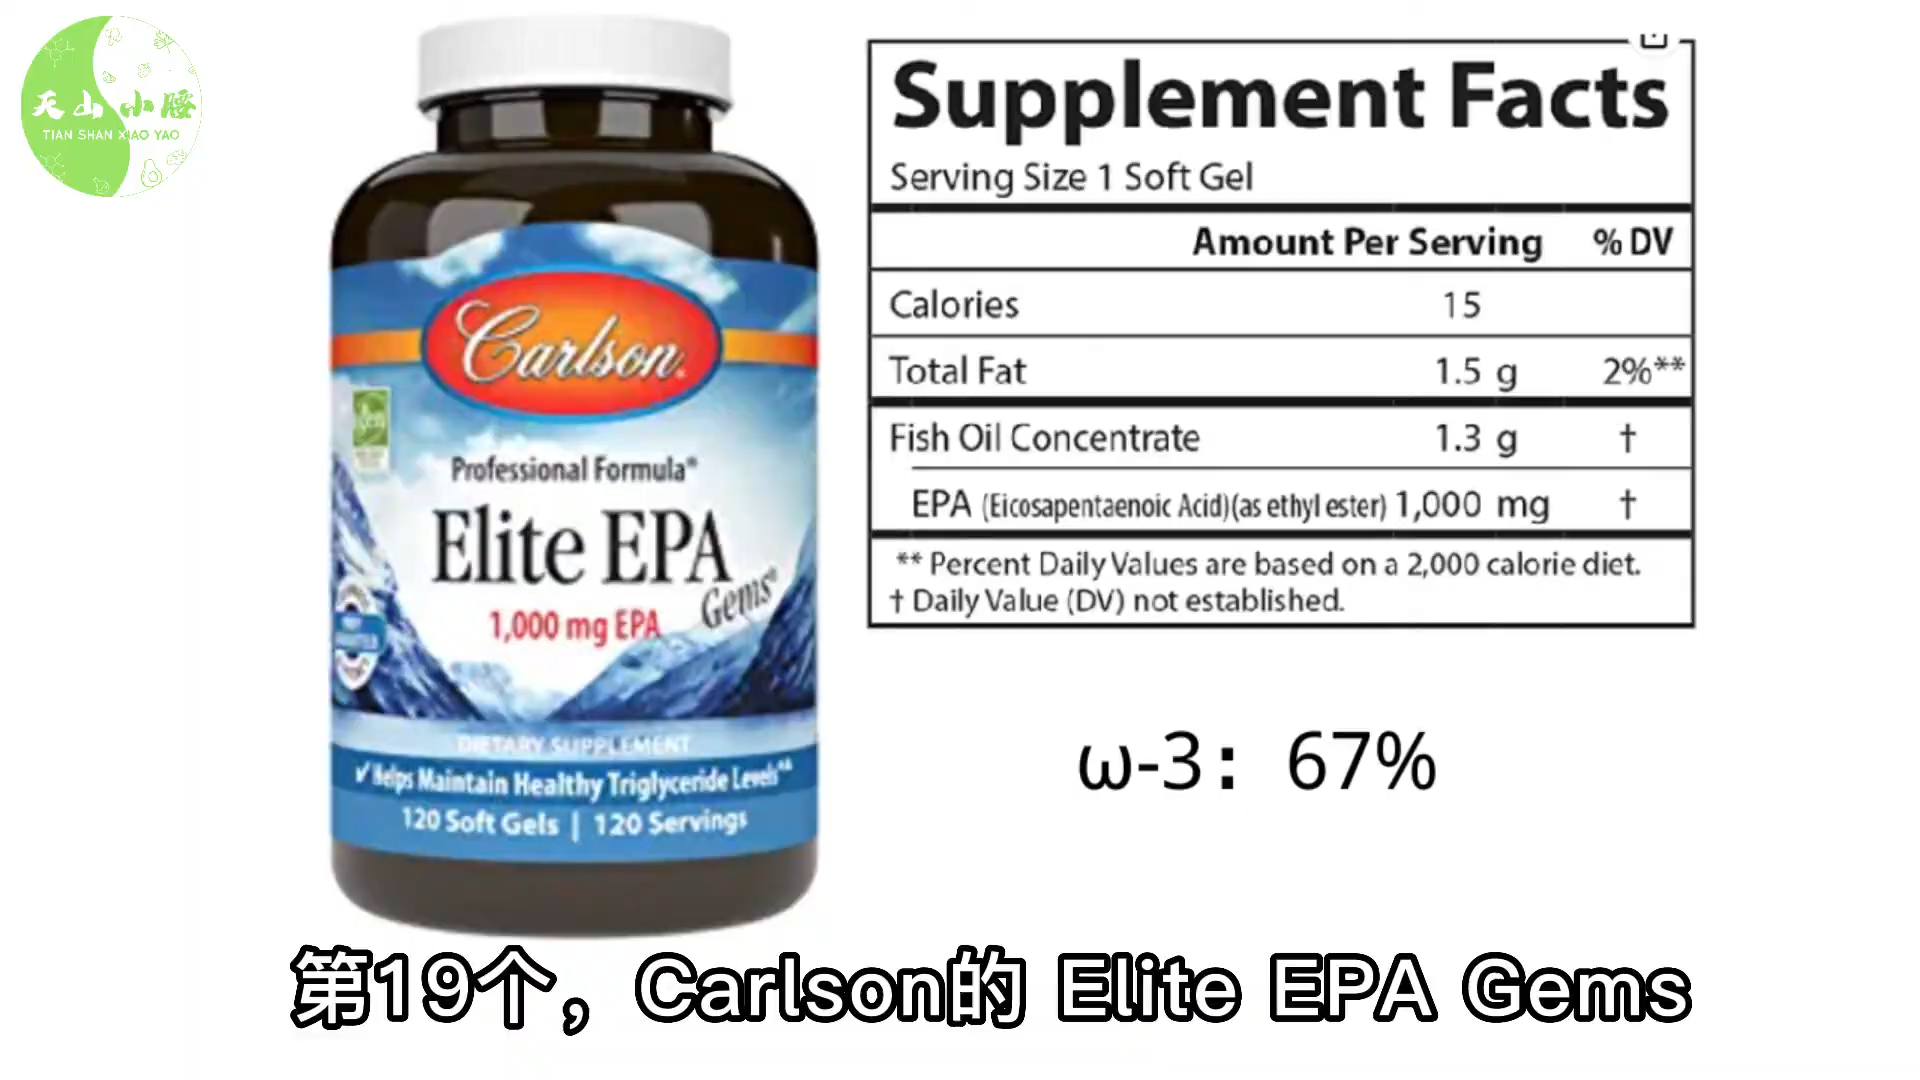 天山小腰
TIAN SHAN XIAO YAO
Carlson
Professional Formula®
Elite EPA
Gems®
1,000 mg EPA
DIETARY SUPPLEMENT
✓ Helps Maintain Healthy Triglyceride Levels**
120 Soft Gels | 120 Servings
Supplement Facts
Serving Size 1 Soft Gel
Amount Per Serving % DV
Calories 15
Total Fat 1.5 g 2%**
Fish Oil Concentrate 1.3 g †
EPA (Eicosapentaenoic Acid)(as ethyl ester) 1,000 mg †
** Percent Daily Values are based on a 2,000 calorie diet.
† Daily Value (DV) not established.
ω-3：67%
第19个，Carlson的 Elite EPA Gems